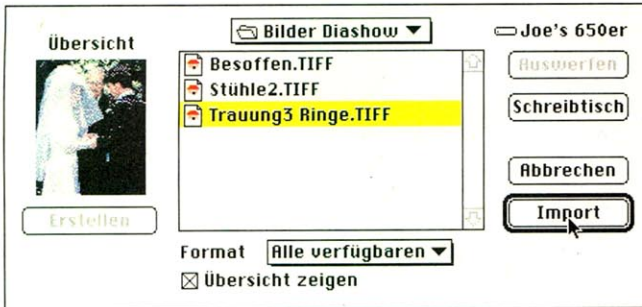 Übersicht
Bilder Diashow
Joe's 650er
Besoffen.TIFF
Stühle2.TIFF
Trauung3 Ringe.TIFF
Auswerfen
Schreibtisch
Abbrechen
Erstellen
Import
Format Alle verfügbaren
Übersicht zeigen